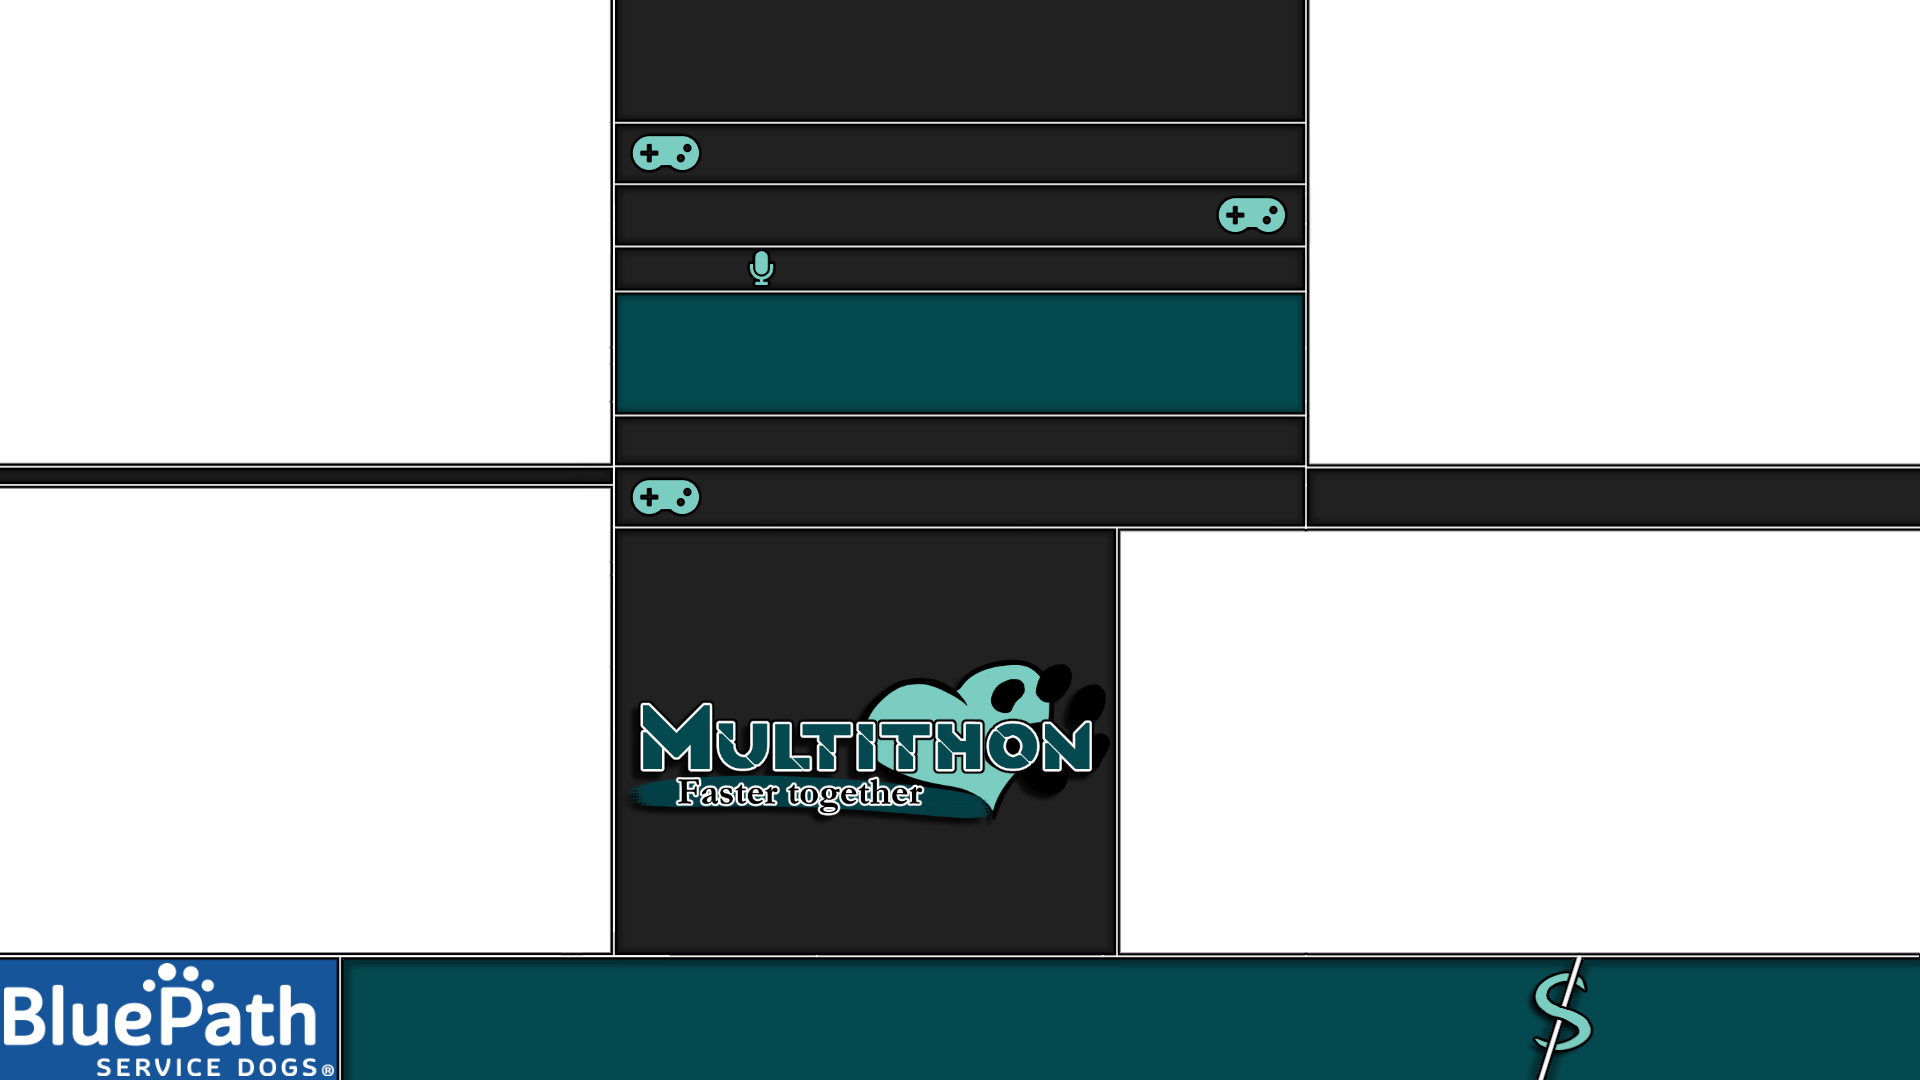 Multithon
Faster together
BluePath
SERVICE DOGS®
$